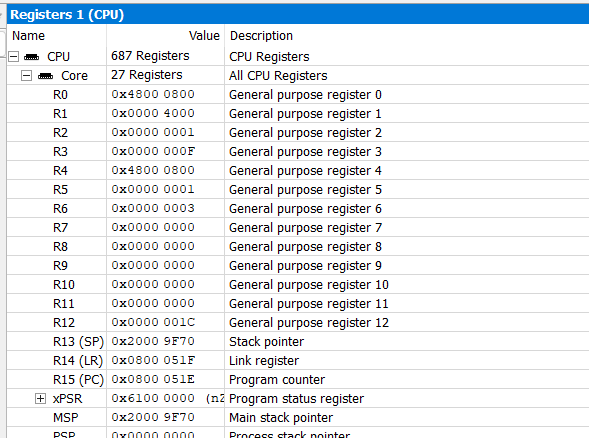 Registers 1 (CPU)
Name Value Description
CPU 687 Registers CPU Registers
Core 27 Registers All CPU Registers
R0 0x4800 0800 General purpose register 0
R1 0x0000 4000 General purpose register 1
R2 0x0000 0001 General purpose register 2
R3 0x0000 000F General purpose register 3
R4 0x4800 0800 General purpose register 4
R5 0x0000 0001 General purpose register 5
R6 0x0000 0003 General purpose register 6
R7 0x0000 0000 General purpose register 7
R8 0x0000 0000 General purpose register 8
R9 0x0000 0000 General purpose register 9
R10 0x0000 0000 General purpose register 10
R11 0x0000 0000 General purpose register 11
R12 0x0000 001C General purpose register 12
R13 (SP) 0x2000 9F70 Stack pointer
R14 (LR) 0x0800 051F Link register
R15 (PC) 0x0800 051E Program counter
xPSR 0x6100 0000 (nZ Program status register
MSP 0x2000 9F70 Main stack pointer
PSP 0x0000 0000 Process stack pointer